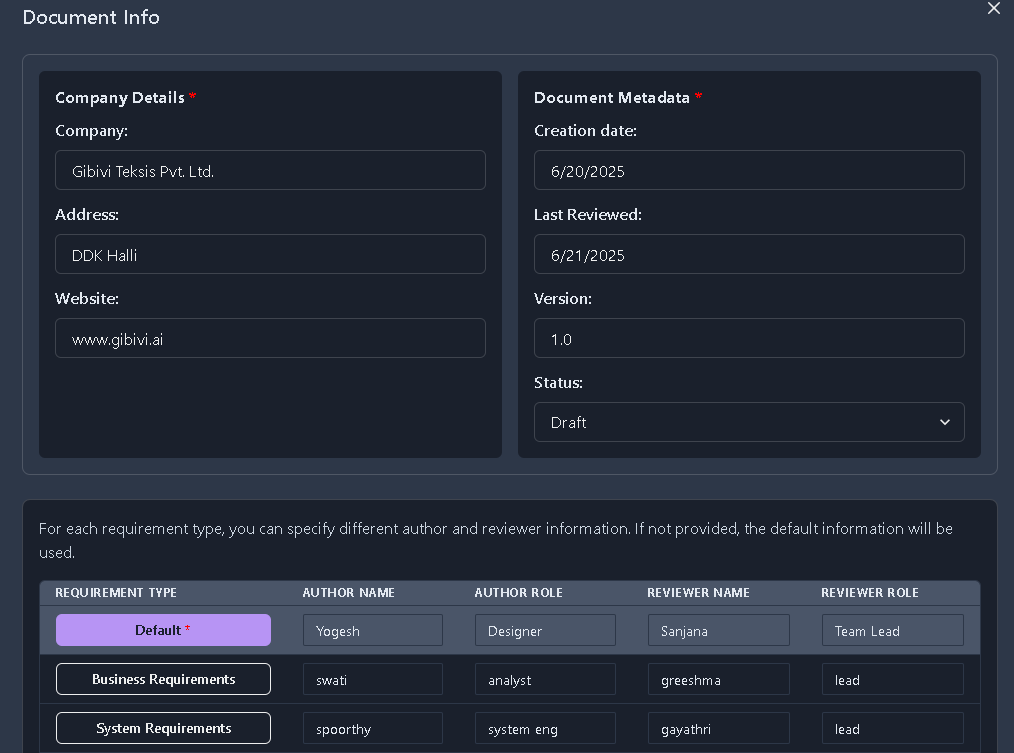 Document Info
Company Details *
Company:
Gibivi Teksis Pvt. Ltd.
Address:
DDK Halli
Website:
www.gibivi.ai
Document Metadata *
Creation date:
6/20/2025
Last Reviewed:
6/21/2025
Version:
1.0
Status:
Draft
For each requirement type, you can specify different author and reviewer information. If not provided, the default information will be
used.
REQUIREMENT TYPE AUTHOR NAME AUTHOR ROLE REVIEWER NAME REVIEWER ROLE
Default * Yogesh Designer Sanjana Team Lead
Business Requirements swati analyst greeshma lead
System Requirements spoorthy system eng gayathri lead